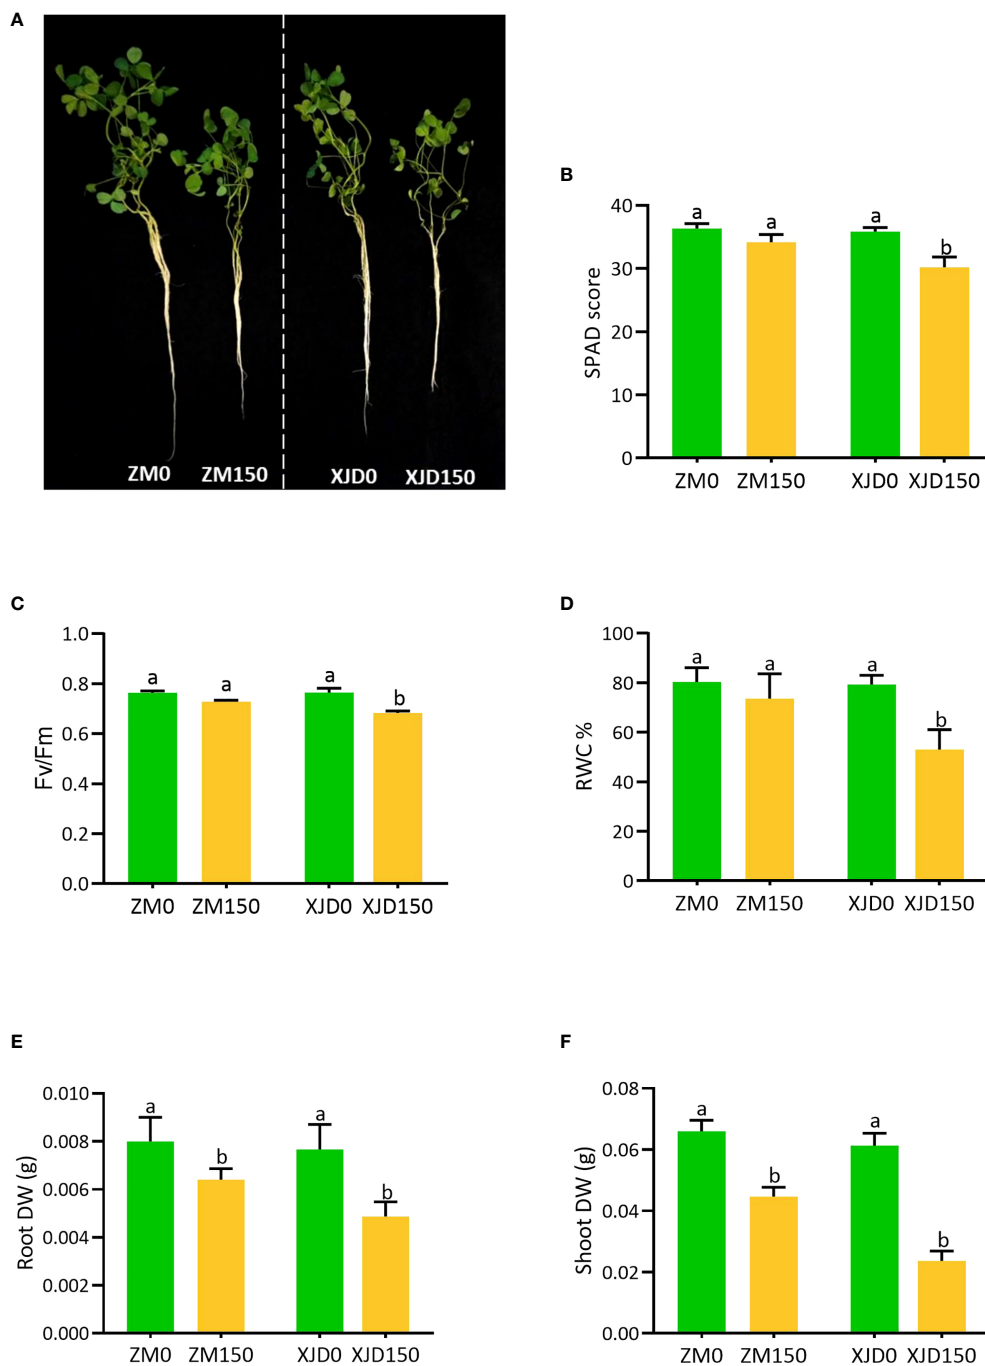 A
ZM0 ZM150 XJD0 XJD150
B
SPAD score
40
30
20
10
0
a a a b
ZM0 ZM150 XJD0 XJD150
C
Fv/Fm
1.0
0.8
0.6
0.4
0.2
0.0
a a a b
ZM0 ZM150 XJD0 XJD150
D
RWC %
100
80
60
40
20
0
a a a b
ZM0 ZM150 XJD0 XJD150
E
Root DW (g)
0.010
0.008
0.006
0.004
0.002
0.000
a b a b
ZM0 ZM150 XJD0 XJD150
F
Shoot DW (g)
0.08
0.06
0.04
0.02
0.00
a b a b
ZM0 ZM150 XJD0 XJD150